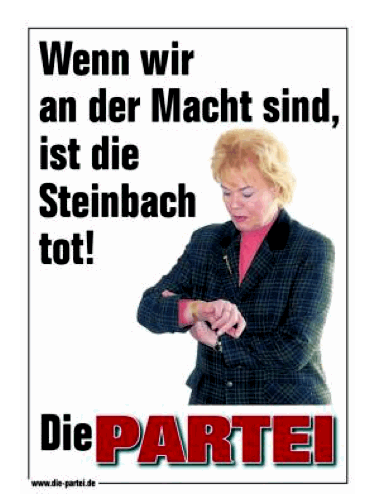 Wenn wir
an der Macht sind,
ist die
Steinbach
tot!
Die PARTEI
www.die-partei.de